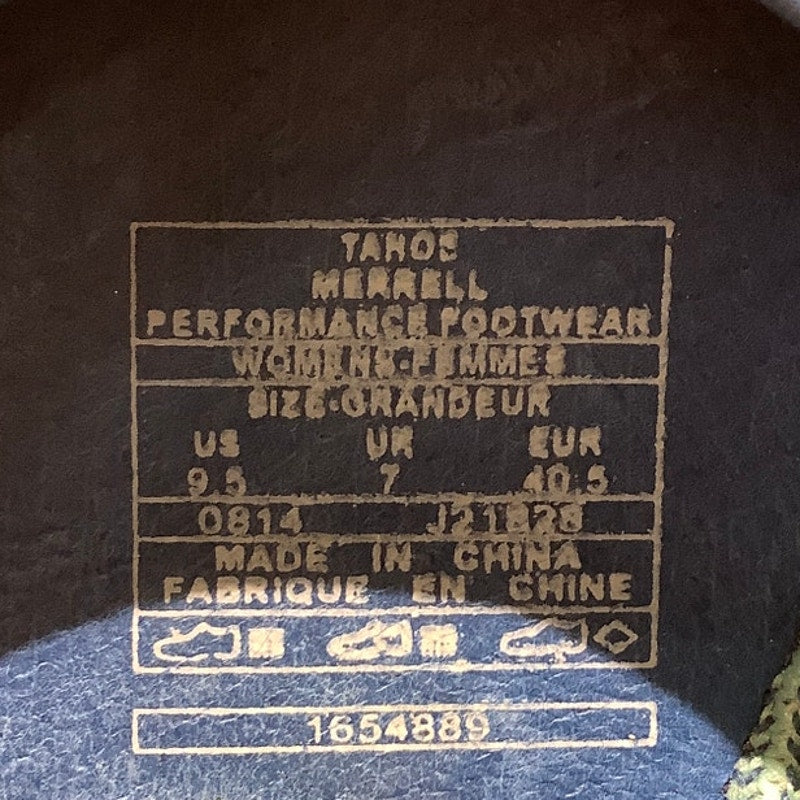 TAHOE
MERRELL
PERFORMANCE FOOTWEAR
WOMENS·FEMMES
SIZE·GRANDEUR
US UK EUR
9.5 7 40.5
0814
MADE IN CHINA
FABRIQUE EN CHINE
1654889